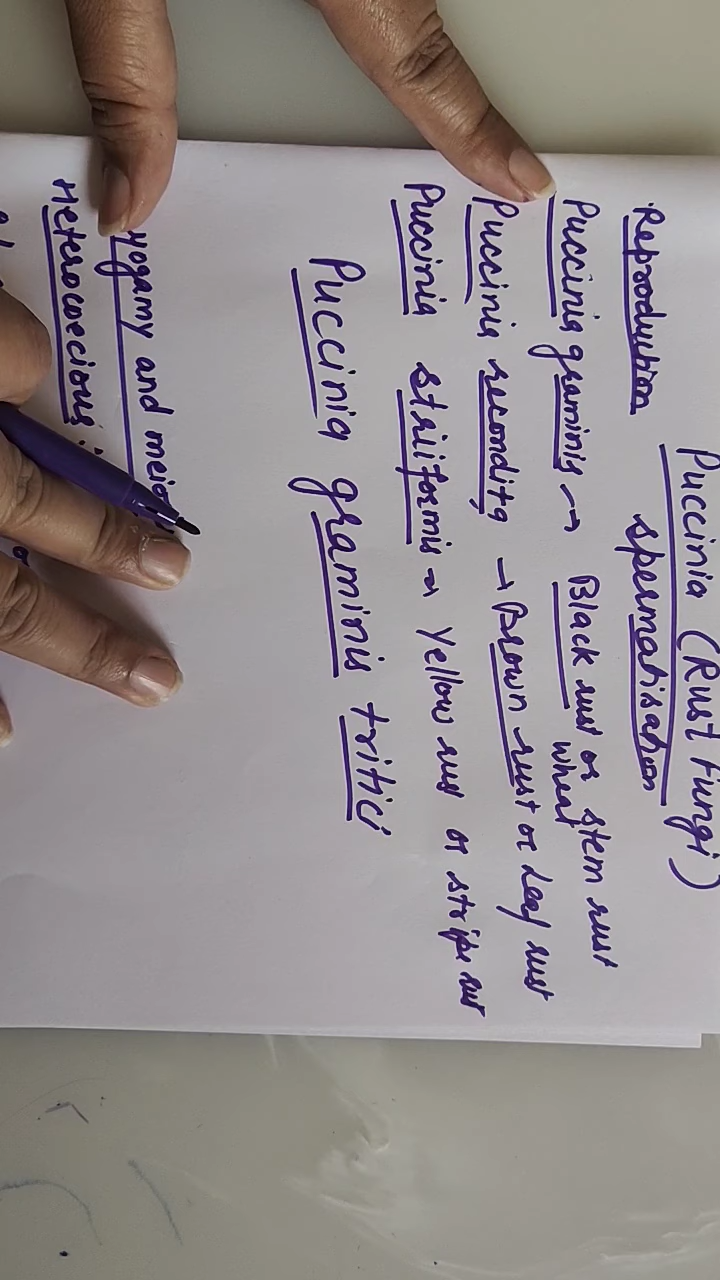 Puccinia (Rust Fungi)
Reproduction spermatisation
Puccinia graminis → Black rust or stem rust
wheat
Puccinia recondita → Brown rust or Leaf rust
Puccinia striiformis → Yellow rust or stripe rust
Puccinia graminis tritici
yogamy and meio
Heteroecious :